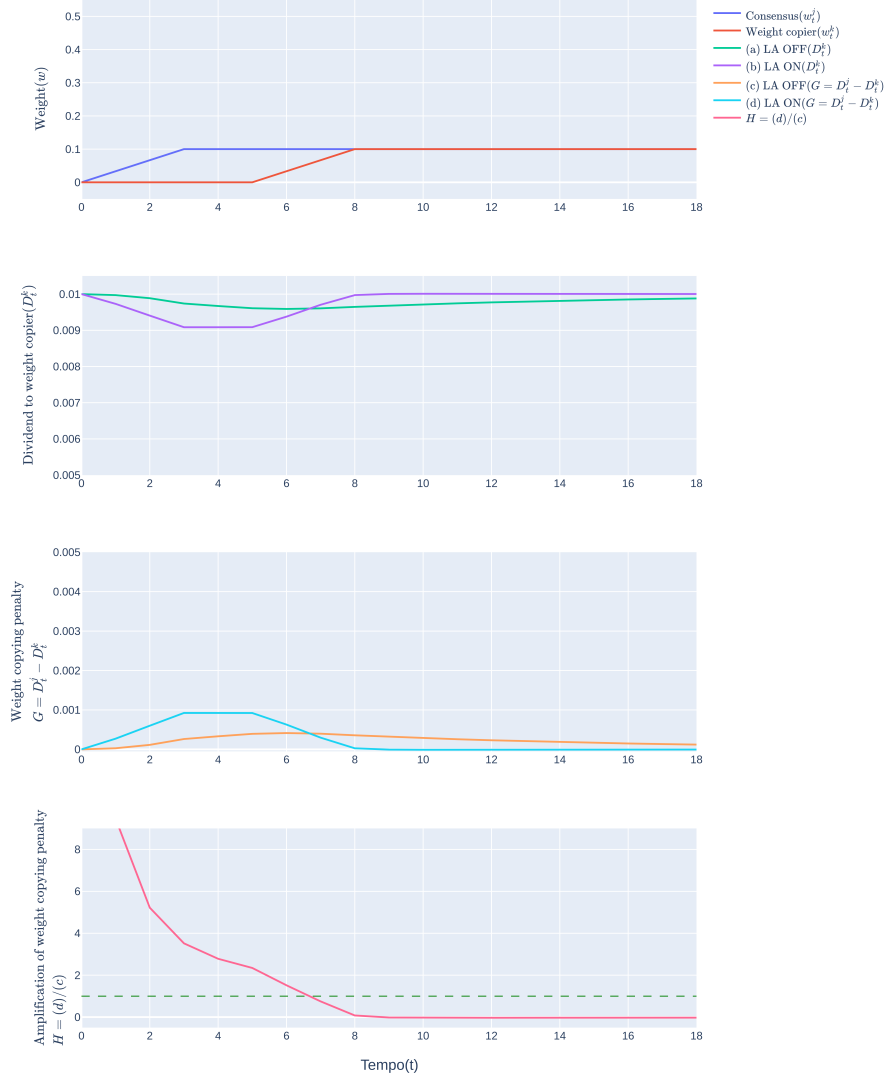 Consensus(w_t^j)
Weight copier(w_t^k)
(a) LA OFF(D_t^k)
(b) LA ON(D_t^k)
(c) LA OFF(G = D_t^j − D_t^k)
(d) LA ON(G = D_t^j − D_t^k)
H = (d)/(c)
Weight(w)
0.5
0.4
0.3
0.2
0.1
0
0 2 4 6 8 10 12 14 16 18
Dividend to weight copier(D_t^k)
0.01
0.009
0.008
0.007
0.006
0.005
0 2 4 6 8 10 12 14 16 18
Weight copying penalty
G = D_t^j − D_t^k
0.005
0.004
0.003
0.002
0.001
0
0 2 4 6 8 10 12 14 16 18
Amplification of weight copying penalty
H = (d)/(c)
8
6
4
2
0
0 2 4 6 8 10 12 14 16 18
Tempo(t)